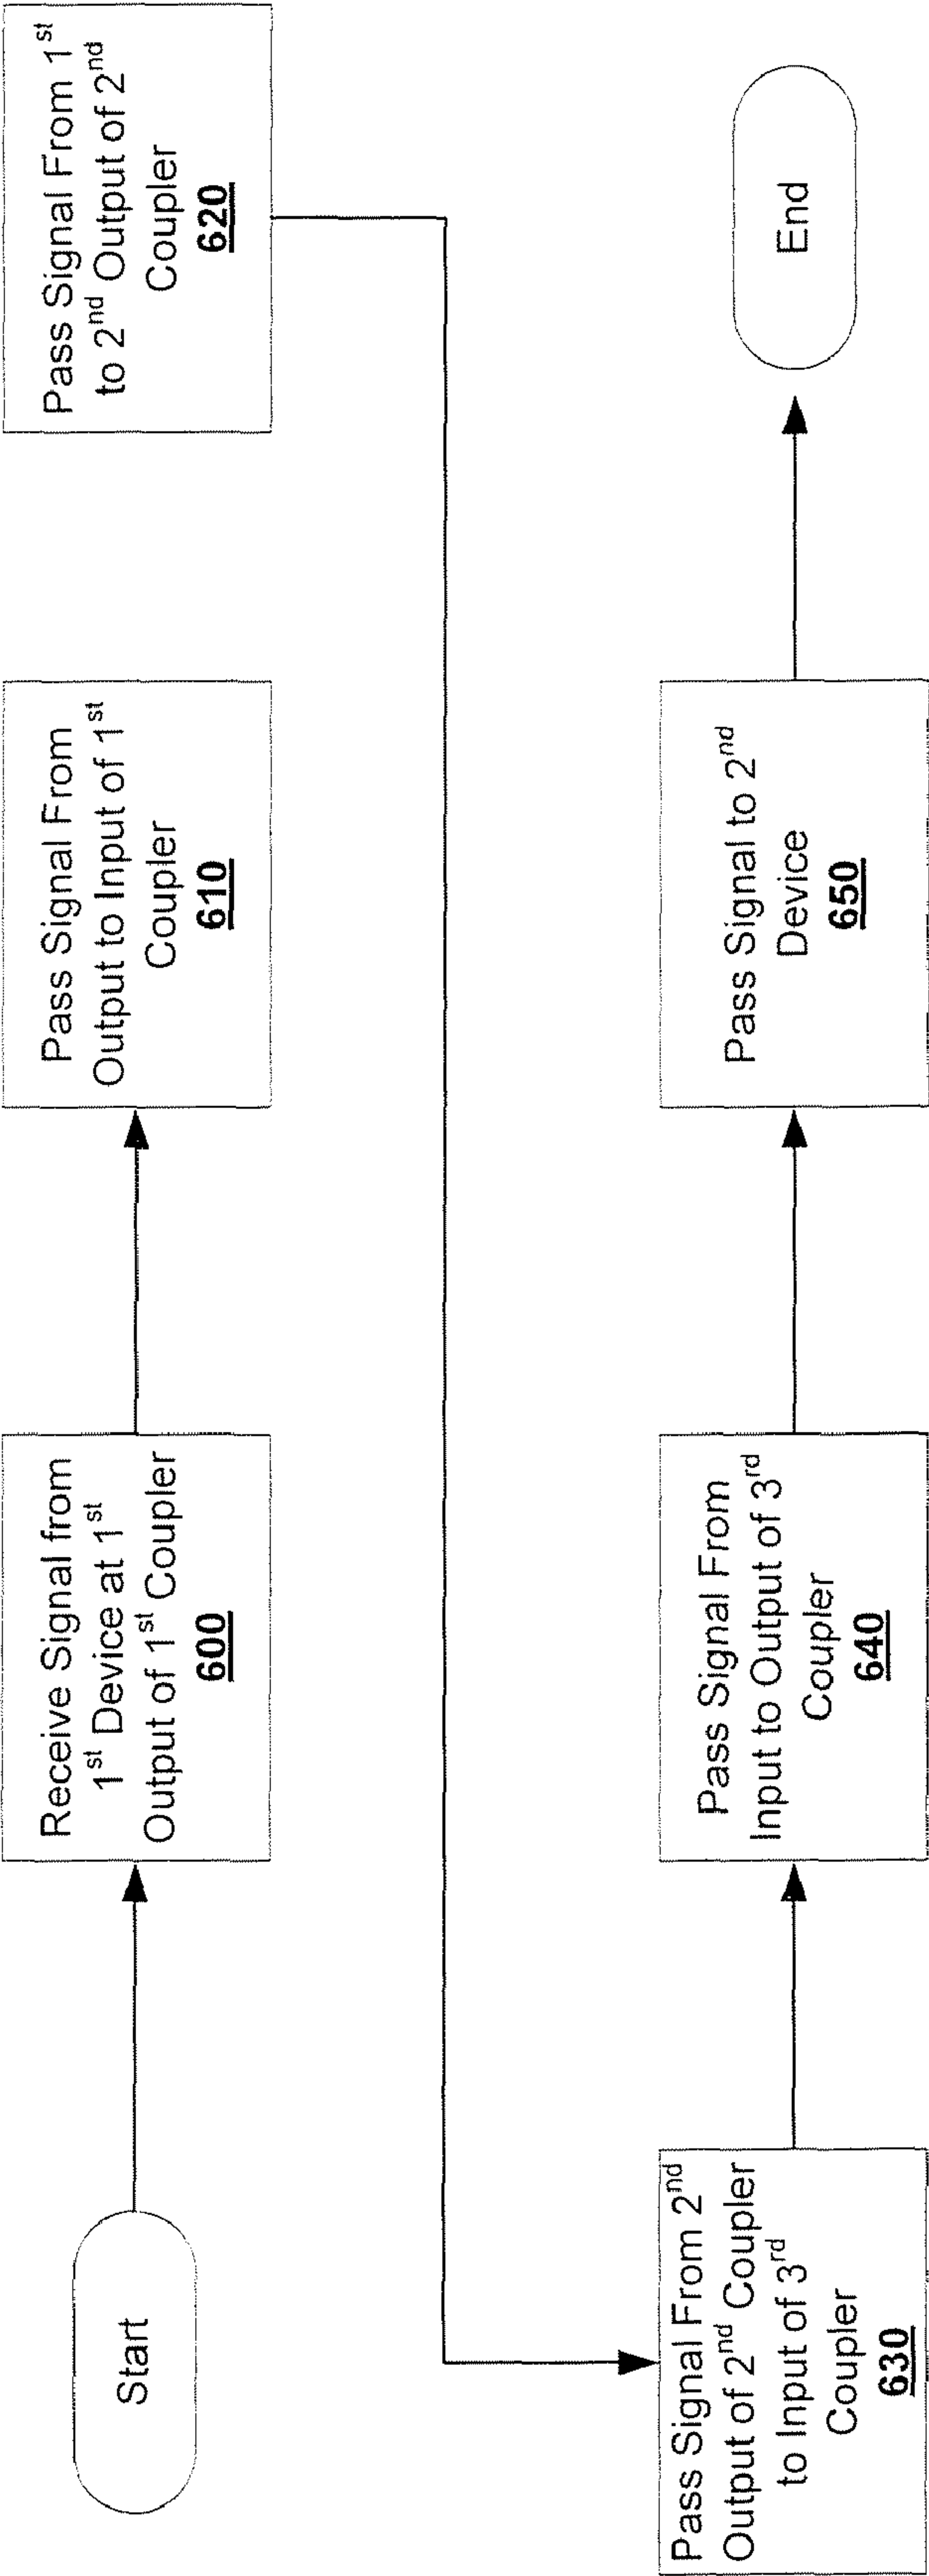 Start
Receive Signal from
1st Device at 1st
Output of 1st Coupler
600
Pass Signal From
Output to Input of 1st
Coupler
610
Pass Signal From 1st
to 2nd Output of 2nd
Coupler
620
Pass Signal From 2nd
Output of 2nd Coupler
to Input of 3rd
Coupler
630
Pass Signal From
Input to Output of 3rd
Coupler
640
Pass Signal to 2nd
Device
650
End